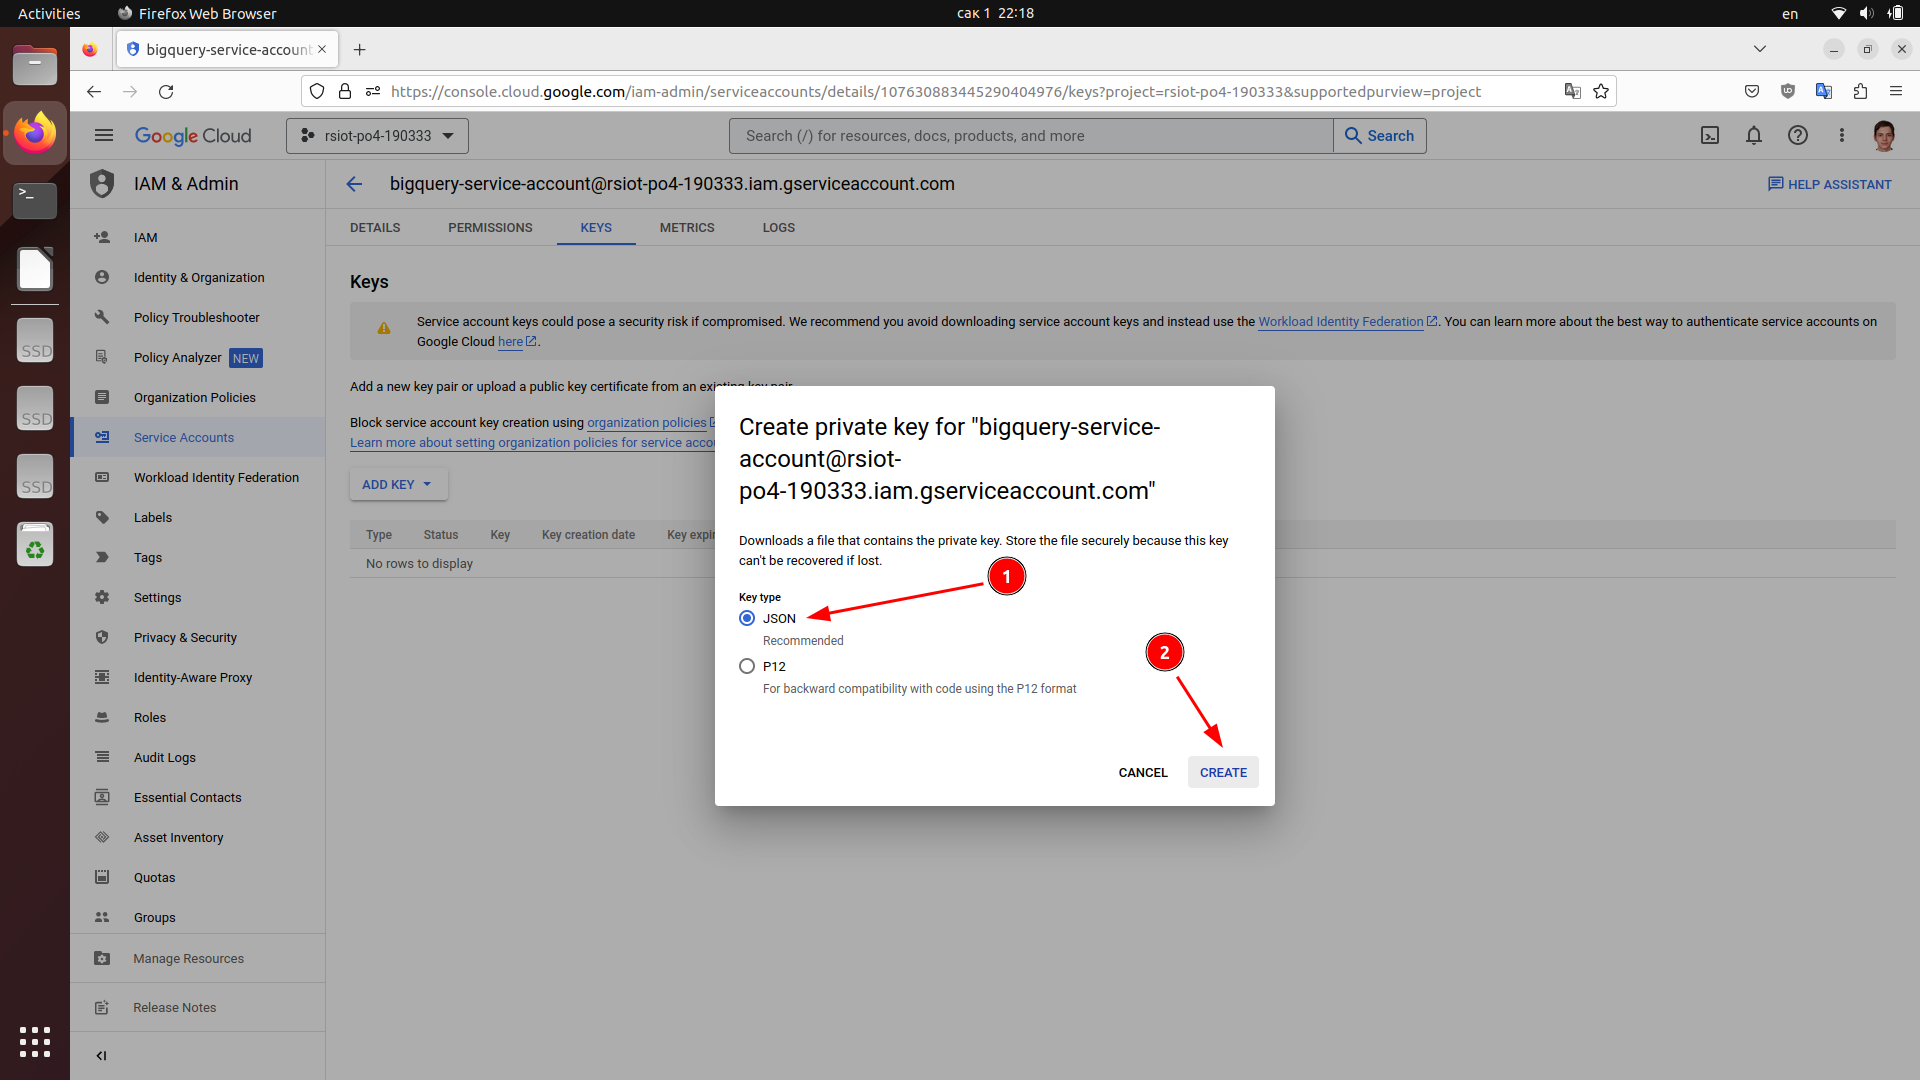 Activities
Firefox Web Browser
сак 1 22:18
en
bigquery-service-account
https://console.cloud.google.com/iam-admin/serviceaccounts/details/107630883445290404976/keys?project=rsiot-po4-190333&supportedpurview=project
Google Cloud
rsiot-po4-190333
Search (/) for resources, docs, products, and more
Search
IAM & Admin
bigquery-service-account@rsiot-po4-190333.iam.gserviceaccount.com
HELP ASSISTANT
DETAILS
PERMISSIONS
KEYS
METRICS
LOGS
IAM
Identity & Organization
Policy Troubleshooter
Policy Analyzer NEW
Organization Policies
Service Accounts
Workload Identity Federation
Labels
Tags
Settings
Privacy & Security
Identity-Aware Proxy
Roles
Audit Logs
Essential Contacts
Asset Inventory
Quotas
Groups
Manage Resources
Release Notes
SSD
SSD
SSD
Keys
Service account keys could pose a security risk if compromised. We recommend you avoid downloading service account keys and instead use the Workload Identity Federation. You can learn more about the best way to authenticate service accounts on
Google Cloud here.
Add a new key pair or upload a public key certificate from an existing key pair.
Block service account key creation using organization policies
Learn more about setting organization policies for service accou
ADD KEY
Type
Status
Key
Key creation date
Key expir
No rows to display
Create private key for "bigquery-service-
account@rsiot-
po4-190333.iam.gserviceaccount.com"
Downloads a file that contains the private key. Store the file securely because this key
can't be recovered if lost.
1
Key type
JSON
Recommended
2
P12
For backward compatibility with code using the P12 format
CANCEL
CREATE